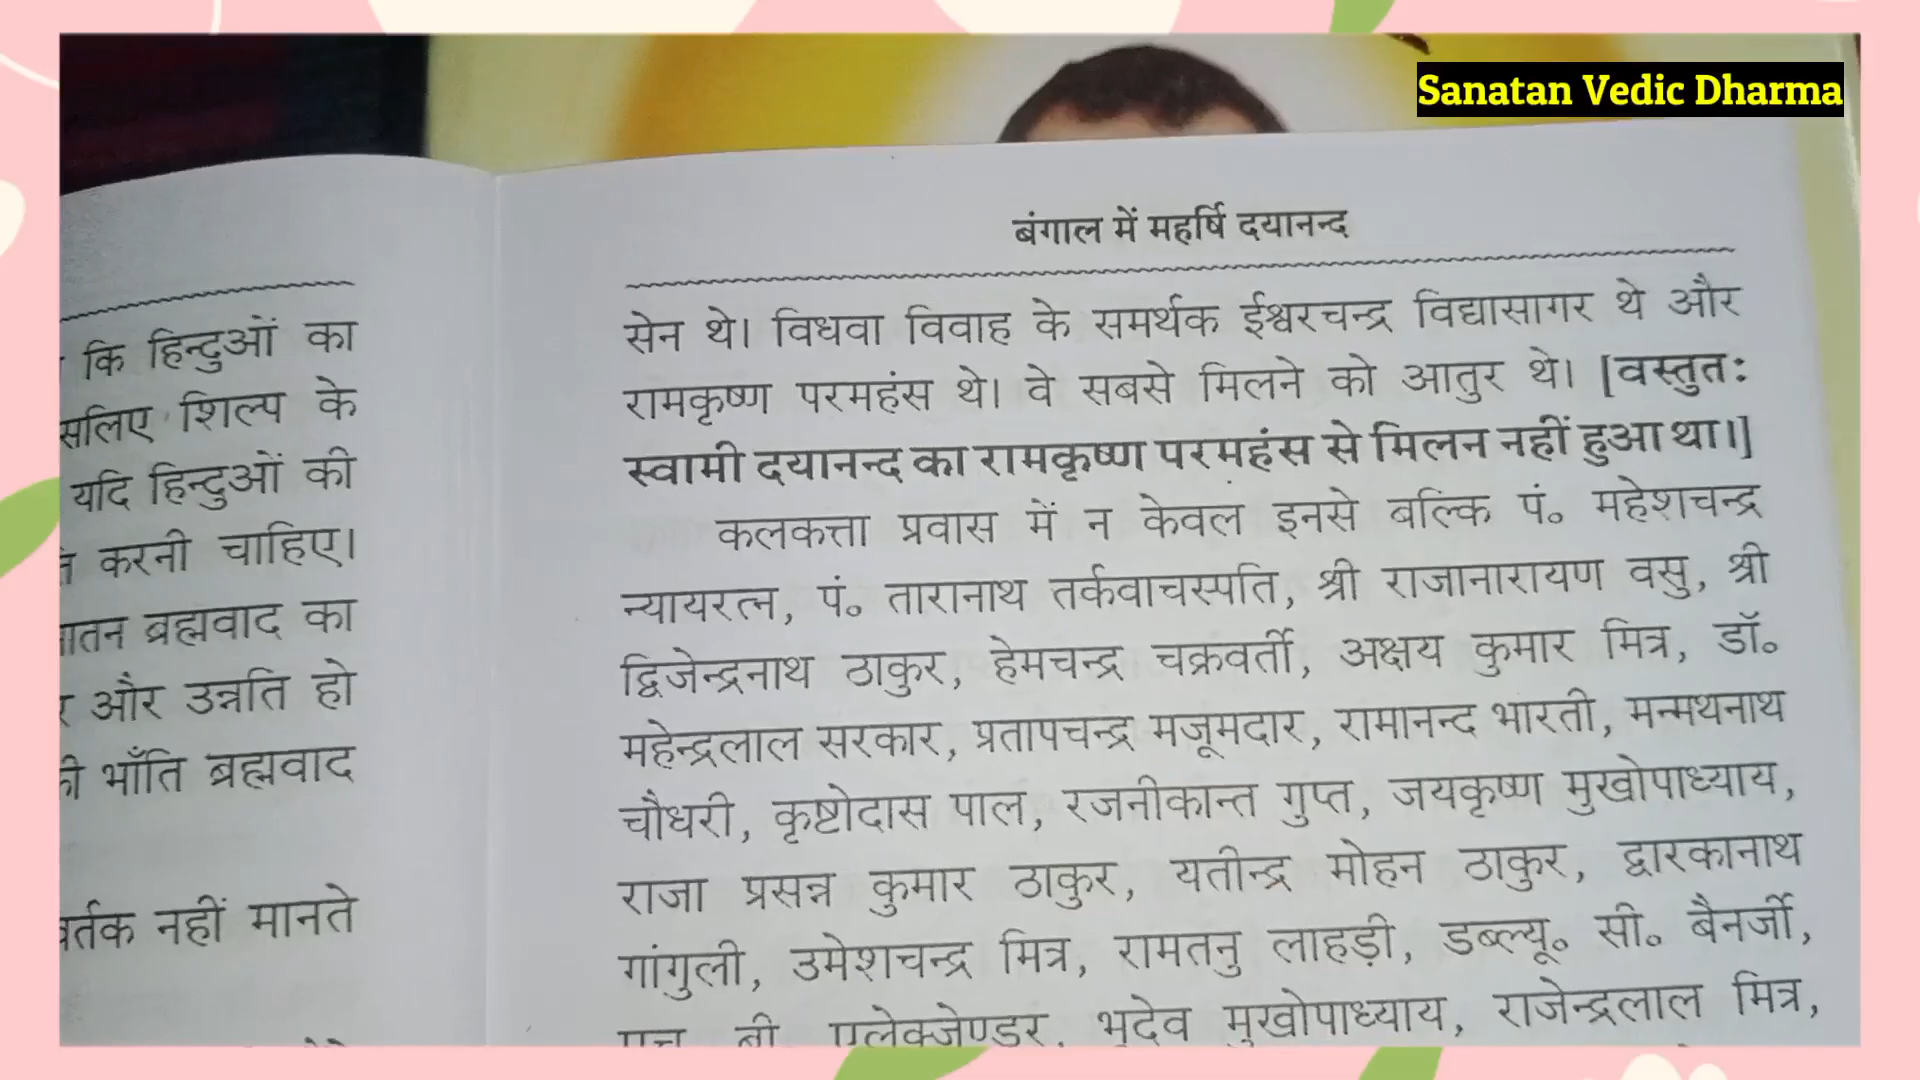 Sanatan Vedic Dharma
कि हिन्दुओं का
शिल्प के
यदि हिन्दुओं की
करनी चाहिए।
ब्रह्मवाद का
और उन्नति हो
भाँति ब्रह्मवाद
नहीं मानते
बंगाल में महर्षि दयानन्द
सेन थे। विधवा विवाह के समर्थक ईश्वरचन्द्र विद्यासागर थे और
रामकृष्ण परमहंस थे। वे सबसे मिलने को आतुर थे। [वस्तुतः
स्वामी दयानन्द का रामकृष्ण परमहंस से मिलन नहीं हुआ था।]
कलकत्ता प्रवास में न केवल इनसे बल्कि पं० महेशचन्द्र
न्यायरत्न, पं० तारानाथ तर्कवाचस्पति, श्री राजानारायण वसु, श्री
द्विजेन्द्रनाथ ठाकुर, हेमचन्द्र चक्रवर्ती, अक्षय कुमार मित्र, डॉ०
महेन्द्रलाल सरकार, प्रतापचन्द्र मजूमदार, रामानन्द भारती, मन्मथनाथ
चौधरी, कृष्टोदास पाल, रजनीकान्त गुप्त, जयकृष्ण मुखोपाध्याय,
राजा प्रसन्न कुमार ठाकुर, यतीन्द्र मोहन ठाकुर, द्वारकानाथ
गांगुली, उमेशचन्द्र मित्र, रामतनु लाहड़ी, डब्ल्यू० सी० बैनर्जी,
एलेक्जेण्डर, भूदेव मुखोपाध्याय, राजेन्द्रलाल मित्र,